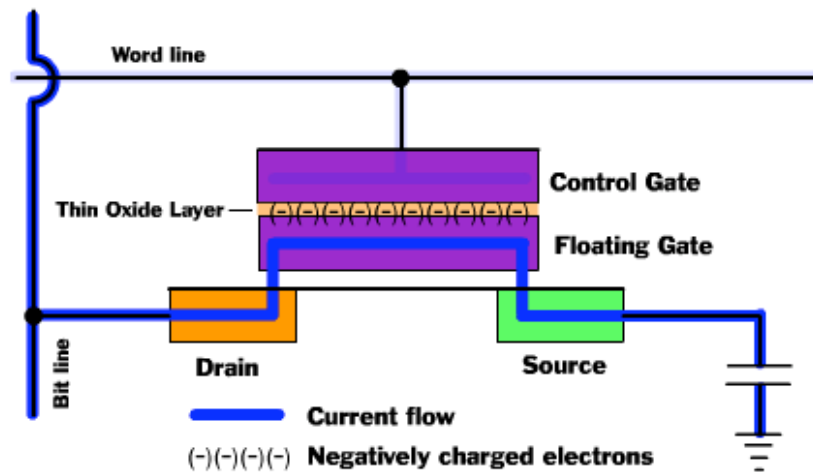 Word line
Control Gate
Thin Oxide Layer
(-)(-)(-)(-)(-)(-)(-)(-)(-)(-)
Floating Gate
Drain
Source
Bit line
Current flow
(-)(-)(-)(-) Negatively charged electrons